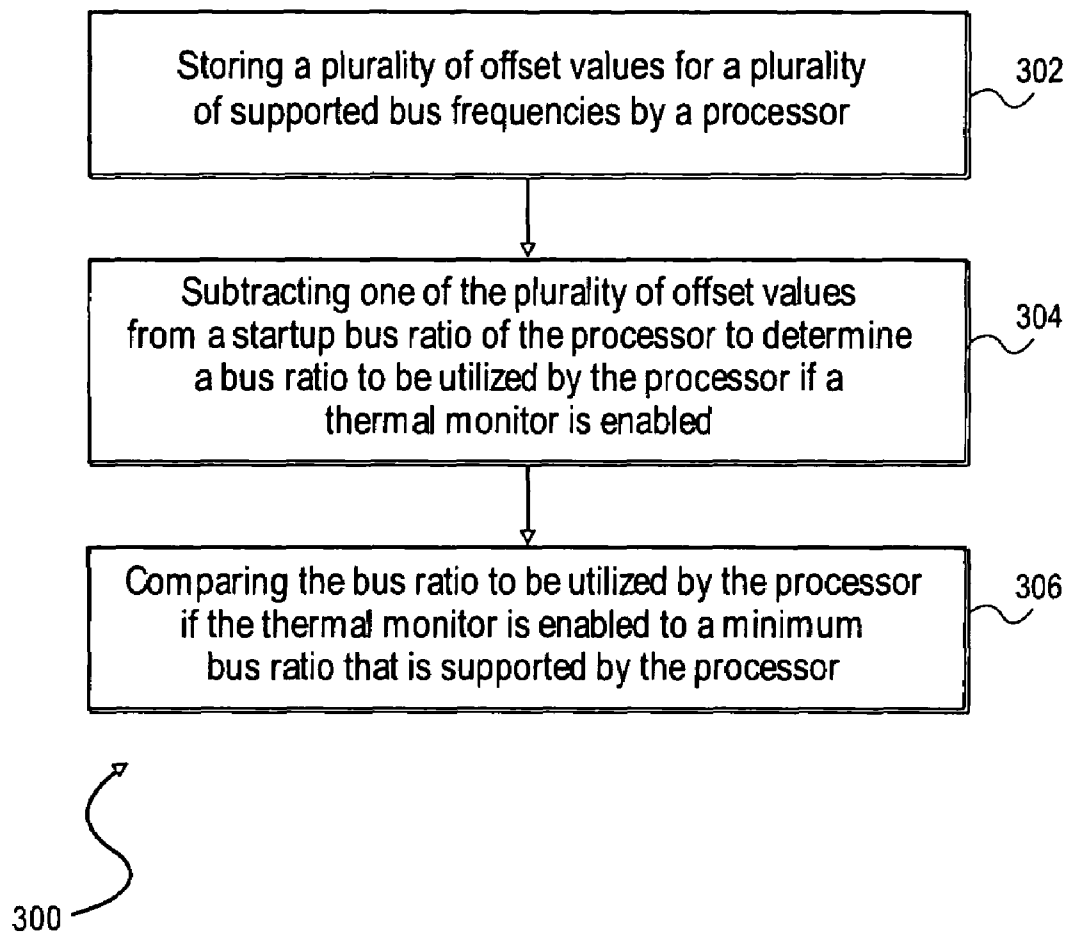 Storing a plurality of offset values for a plurality
of supported bus frequencies by a processor
302
Subtracting one of the plurality of offset values
from a startup bus ratio of the processor to determine
a bus ratio to be utilized by the processor if a
thermal monitor is enabled
304
Comparing the bus ratio to be utilized by the processor
if the thermal monitor is enabled to a minimum
bus ratio that is supported by the processor
306
300